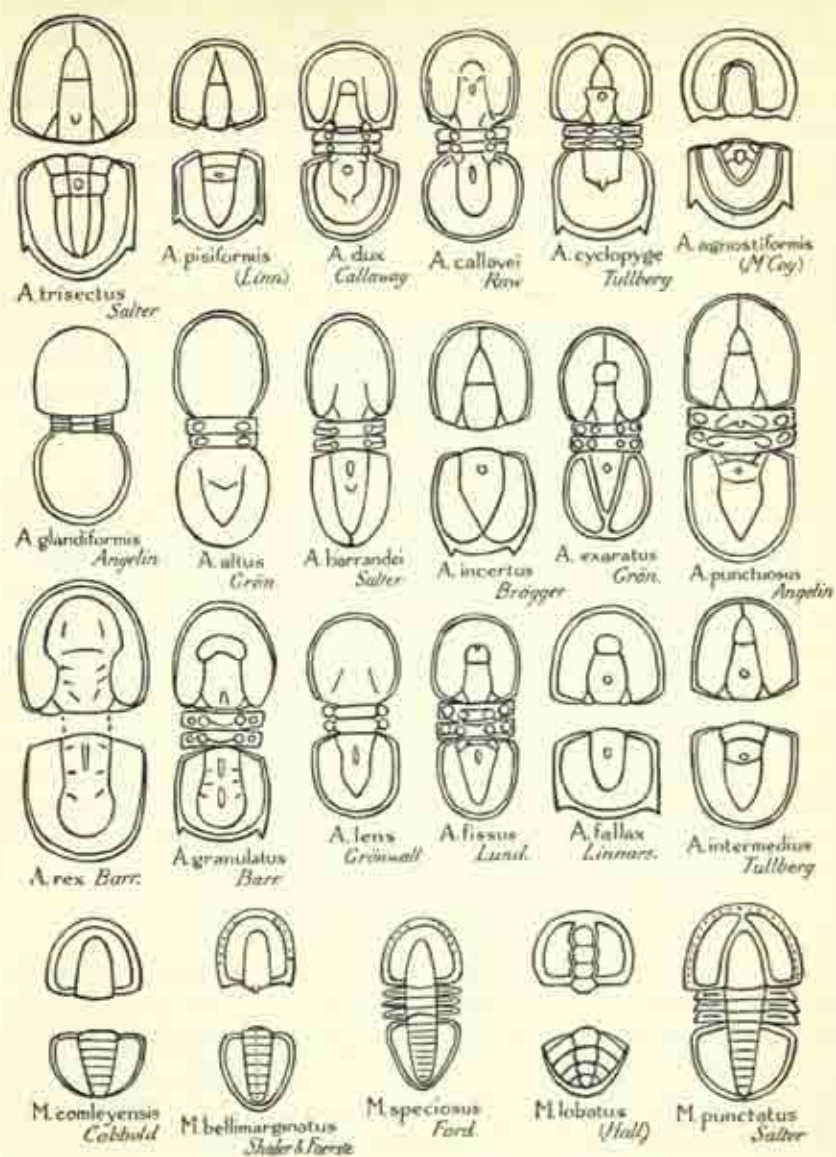 A. trisectus
Salter
A. pisiformis
(Linn)
A. dux
Callaway
A. callavei
Raw
A. cyclopyge
Tullberg
A. agnostiformis
(M'Coy)
A. glandiformis
Angelin
A. altus
Grön
A. barrandei
Salter
A. incertus
Brögger
A. exaratus
Grön.
A. punctuosus
Angelin
A. rex Barr.
A. granulatus
Barr
A. lens
Grönwall
A. fissus
Lund.
A. fallax
Linnars.
A. intermedius
Tullberg
M. comleyensis
Cobbold
M. bellimarginatus
Shaler & Foerste
M. speciosus
Ford.
M. lobatus
(Hall)
M. punctatus
Salter